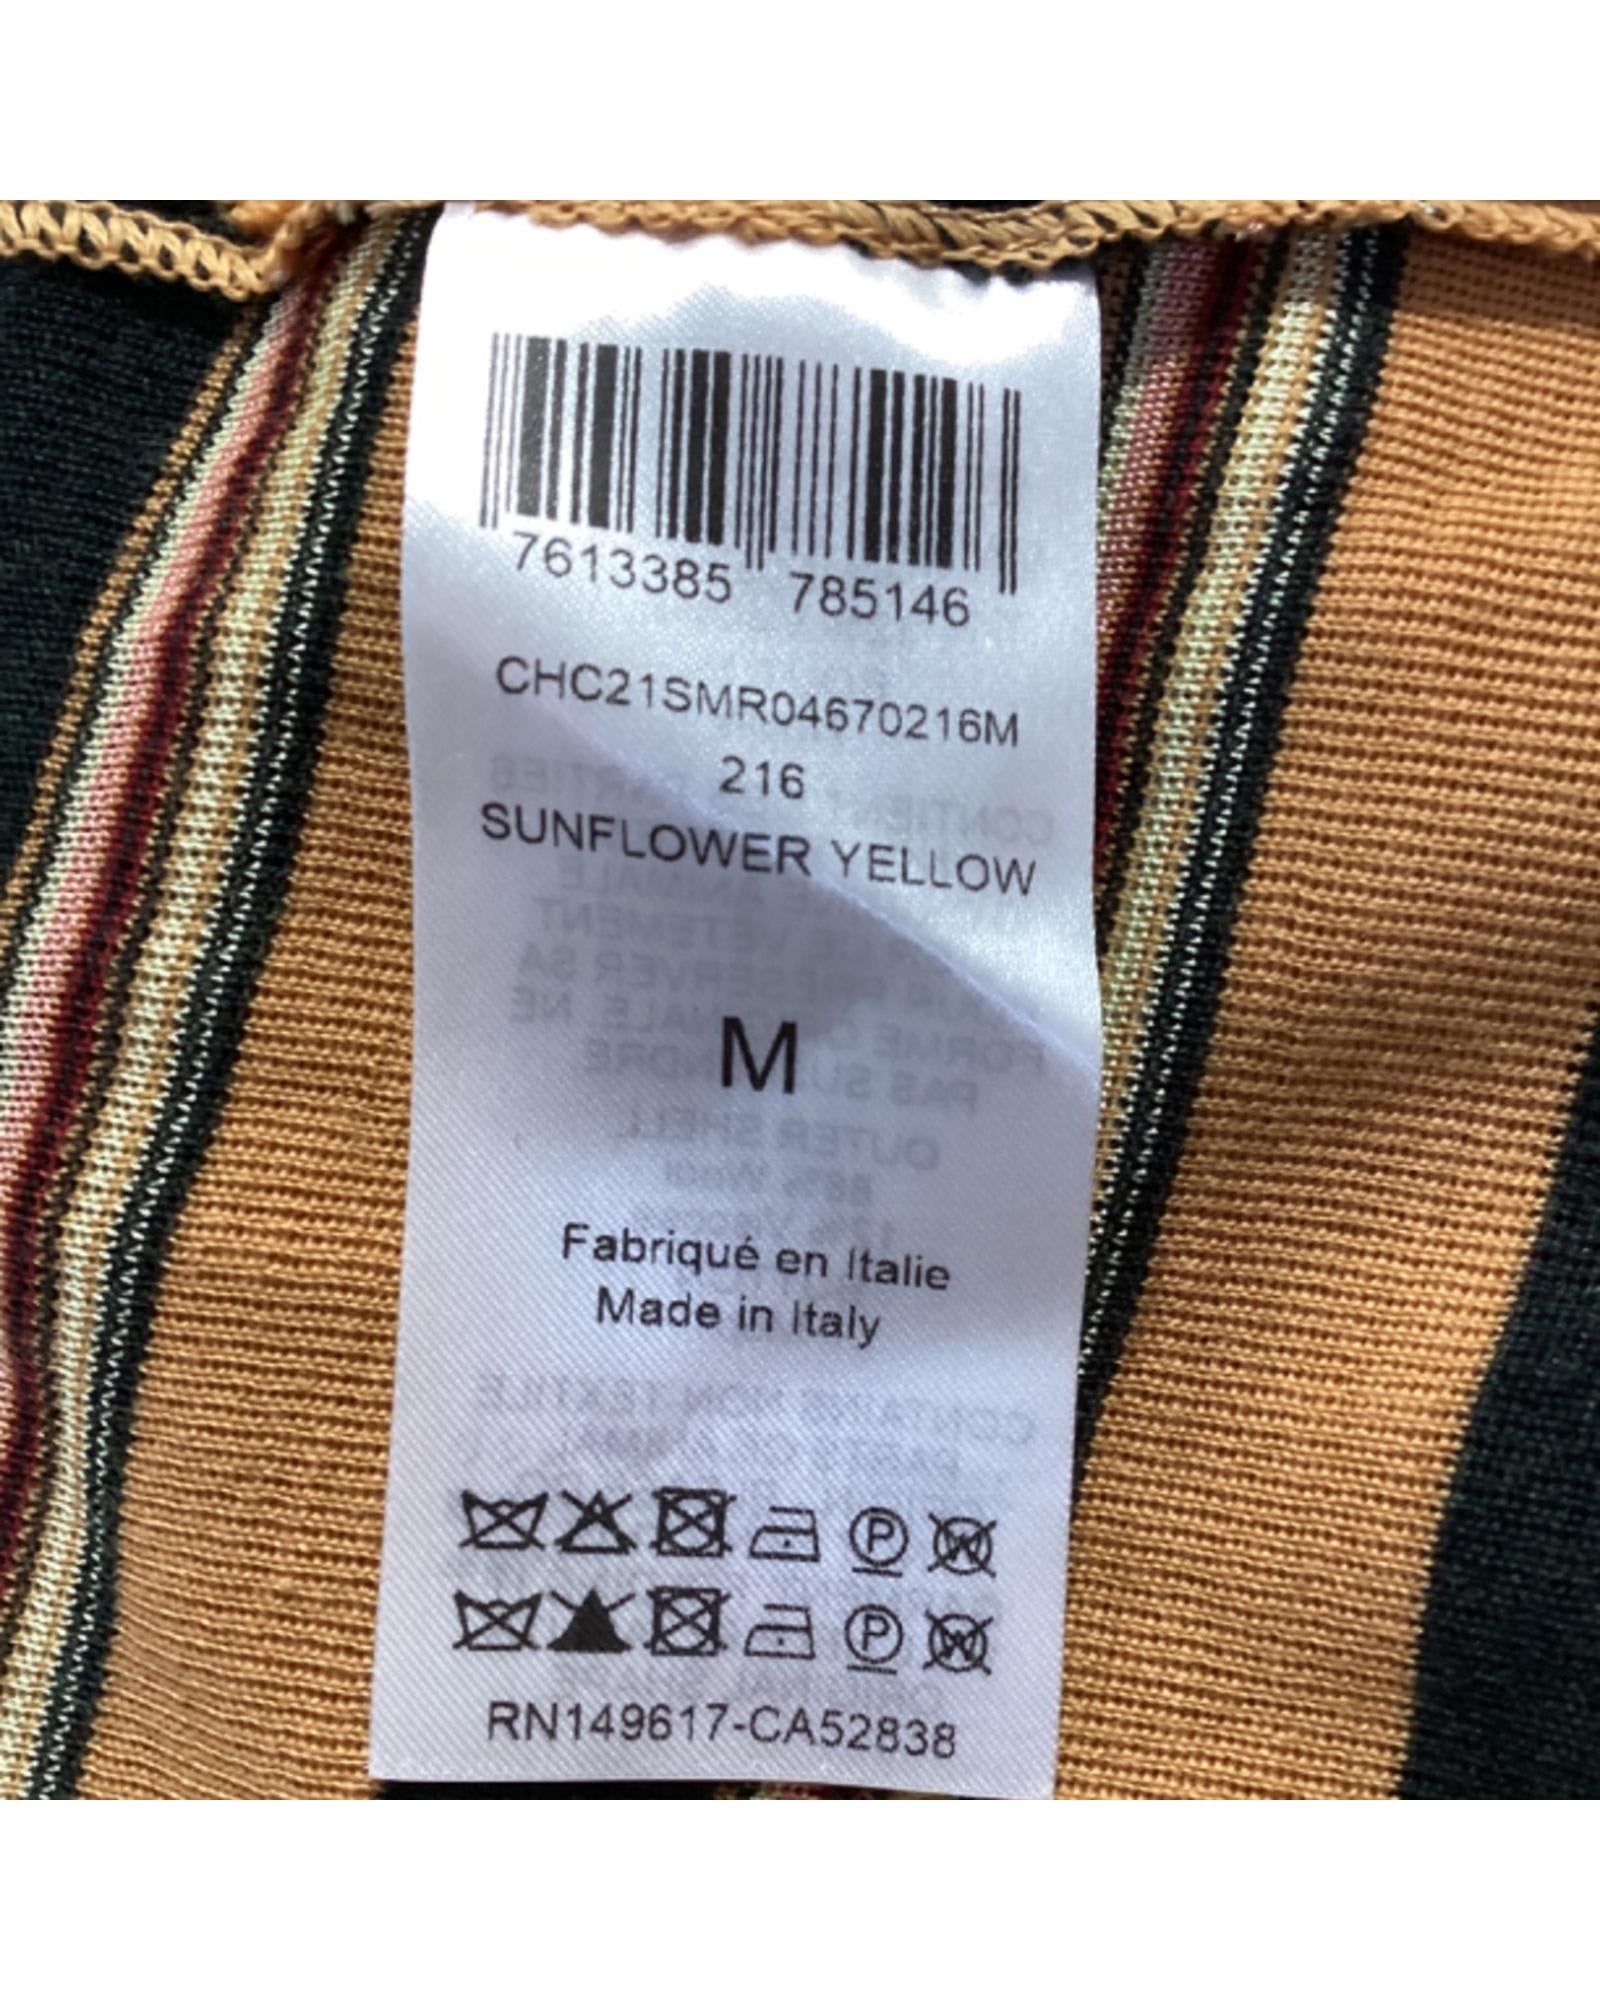 7613385 785146
CHC21SMR04670216M
216
SUNFLOWER YELLOW
M
Fabriqué en Italie
Made in Italy
P W
P W
RN149617-CA52838